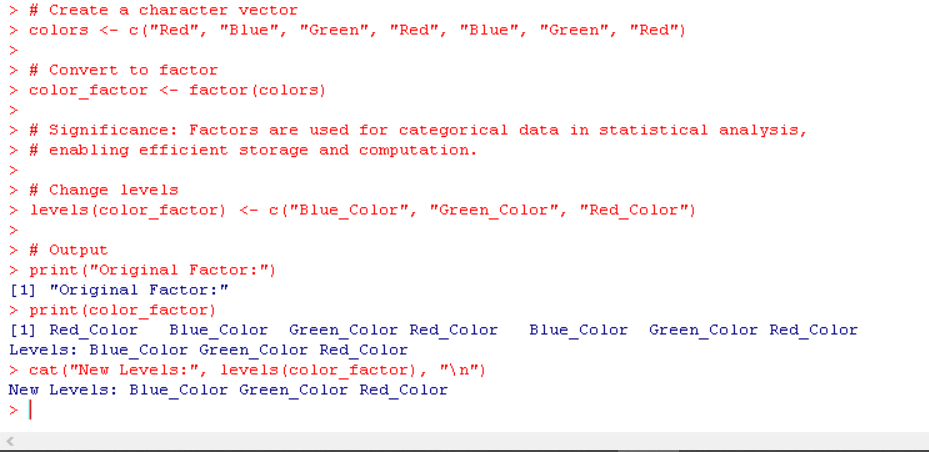 > # Create a character vector
> colors <- c("Red", "Blue", "Green", "Red", "Blue", "Green", "Red")
>
> # Convert to factor
> color_factor <- factor(colors)
>
> # Significance: Factors are used for categorical data in statistical analysis,
> # enabling efficient storage and computation.
>
> # Change levels
> levels(color_factor) <- c("Blue_Color", "Green_Color", "Red_Color")
>
> # Output
> print("Original Factor:")
[1] "Original Factor:"
> print(color_factor)
[1] Red_Color   Blue_Color  Green_Color Red_Color   Blue_Color  Green_Color Red_Color
Levels: Blue_Color Green_Color Red_Color
> cat("New Levels:", levels(color_factor), "\n")
New Levels: Blue_Color Green_Color Red_Color
>